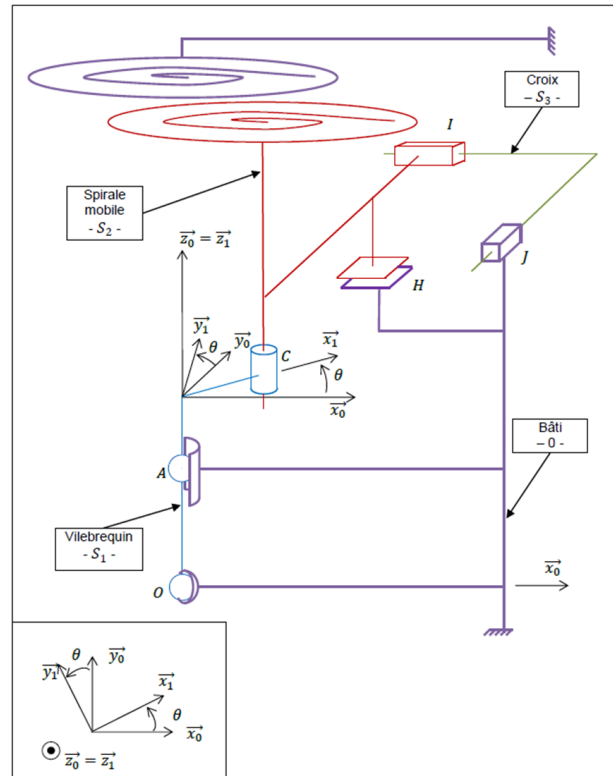 Croix
– S₃ -
I
Spirale
mobile
- S₂ -
J
z₀⃗ = z₁⃗
H
y₁⃗
θ
y₀⃗
C
x₁⃗
θ
x₀⃗
Bâti
– 0 -
A
Vilebrequin
- S₁ -
O
x₀⃗
y₁⃗
θ
y₀⃗
x₁⃗
θ
x₀⃗
z₀⃗ = z₁⃗